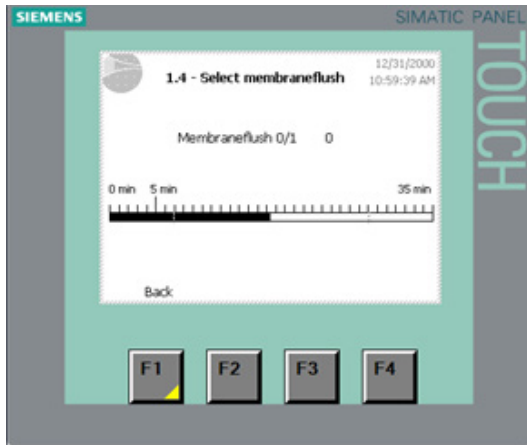 SIEMENS
SIMATIC PANEL
TOUCH
12/31/2000
1.4 - Select membraneflush
10:59:39 AM
Membraneflush 0/1 0
0 min 5 min 35 min
Back
F1 F2 F3 F4